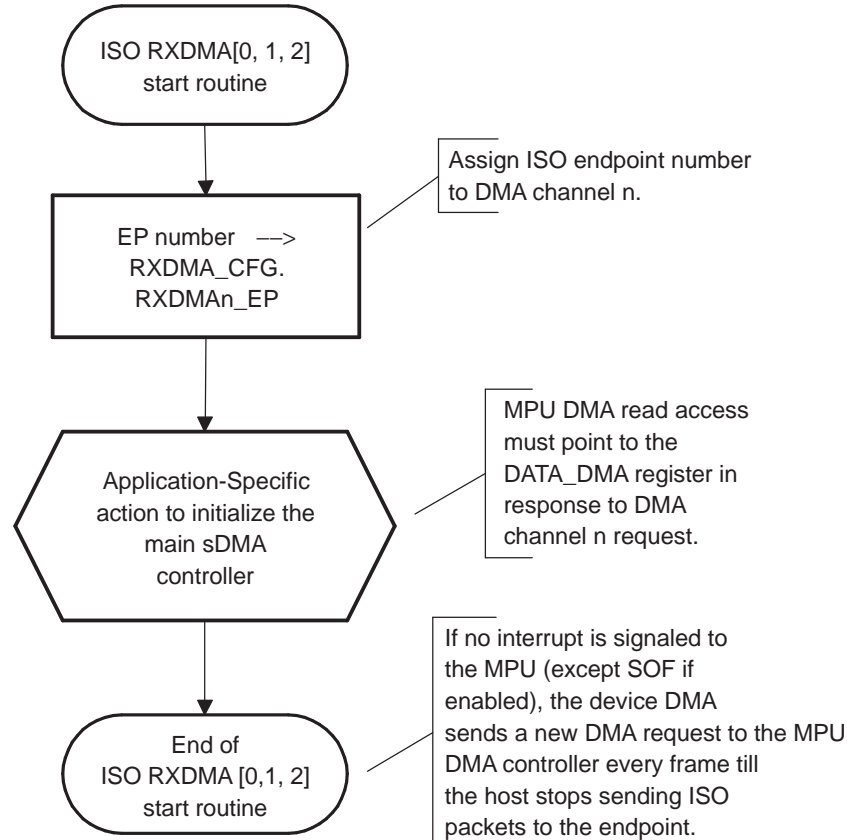 ISO RXDMA[0, 1, 2]
start routine
Assign ISO endpoint number
to DMA channel n.
EP number −−>
RXDMA_CFG.
RXDMAn_EP
MPU DMA read access
must point to the
DATA_DMA register in
response to DMA
channel n request.
Application-Specific
action to initialize the
main sDMA
controller
If no interrupt is signaled to
the MPU (except SOF if
enabled), the device DMA
sends a new DMA request to the MPU
DMA controller every frame till
the host stops sending ISO
packets to the endpoint.
End of
ISO RXDMA [0,1, 2]
start routine